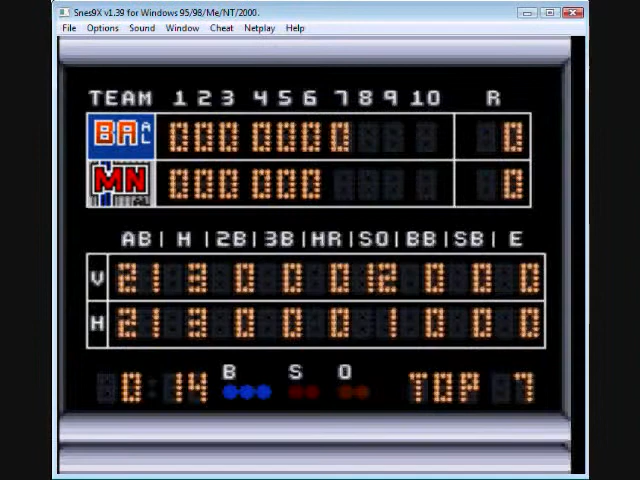 Snes9X v1.39 for Windows 95/98/Me/NT/2000.
File Options Sound Window Cheat Netplay Help
TEAM 1 2 3 4 5 6 7 8 9 10 R
BA AL 0 0 0 0 0 0 0 0
MN AL 0 0 0 0 0 0 0
AB | H | 2B | 3B | HR | SO | BB | SB | E
V 21 3 0 0 0 12 0 0 0
H 21 3 0 0 0 1 0 0 0
0:14 B S O TOP 7